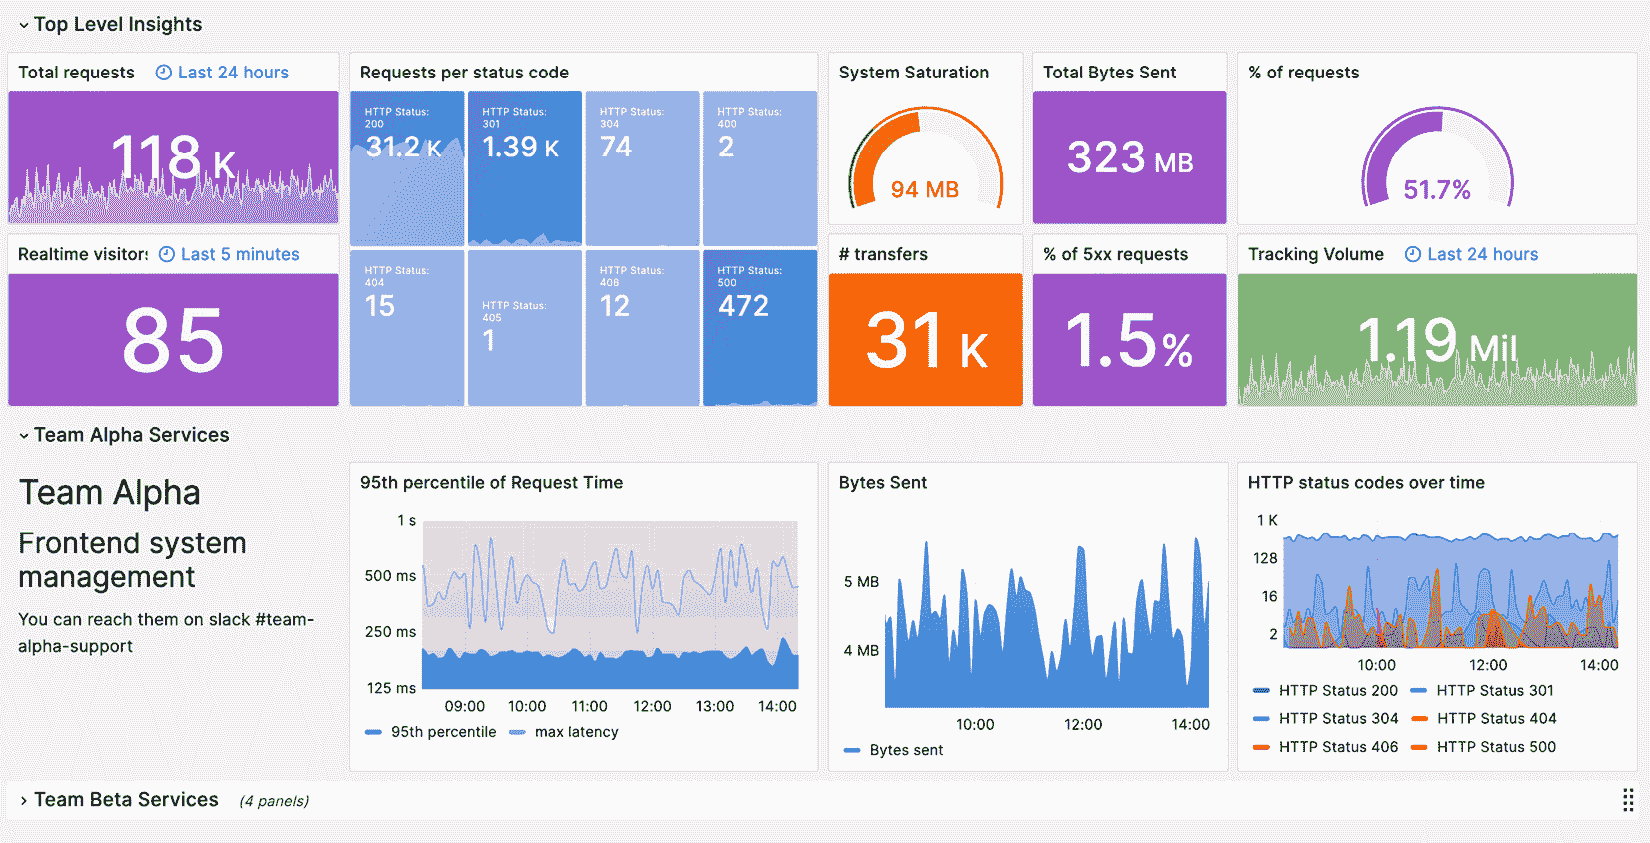 Top Level Insights
Total requests Last 24 hours
118 K
Requests per status code
HTTP Status:
200
31.2 K
HTTP Status:
301
1.39 K
HTTP Status:
304
74
HTTP Status:
400
2
HTTP Status:
404
15
HTTP Status:
405
1
HTTP Status:
406
12
HTTP Status:
500
472
System Saturation
94 MB
Total Bytes Sent
323 MB
% of requests
51.7%
Realtime visitors Last 5 minutes
85
# transfers
31 K
% of 5xx requests
1.5%
Tracking Volume Last 24 hours
1.19 Mil
Team Alpha Services
Team Alpha
Frontend system
management
You can reach them on slack #team-
alpha-support
95th percentile of Request Time
1 s
500 ms
250 ms
125 ms
09:00 10:00 11:00 12:00 13:00 14:00
95th percentile max latency
Bytes Sent
5 MB
4 MB
10:00 12:00 14:00
Bytes sent
HTTP status codes over time
1 K
128
16
2
10:00 12:00 14:00
HTTP Status 200 HTTP Status 301
HTTP Status 304 HTTP Status 404
HTTP Status 406 HTTP Status 500
Team Beta Services (4 panels)